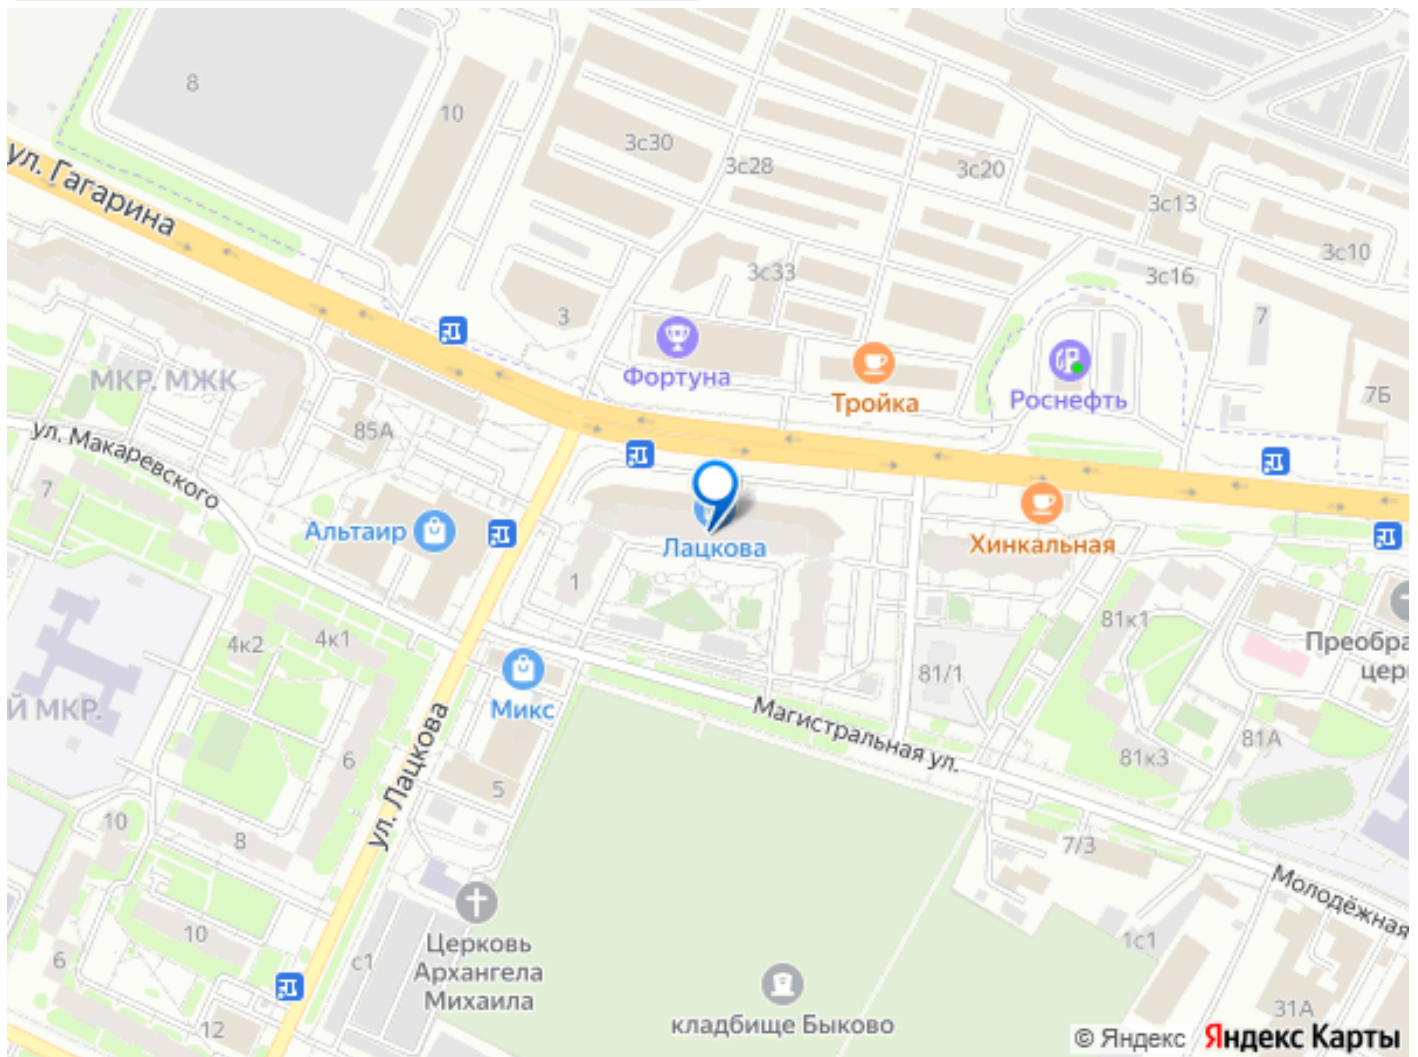 8
10
3с30
3с28
3с20
3с13
3с10
3с16
3с33
ул. Гагарина
3
7
Фортуна
Тройка
Роснефть
7Б
МКР. МЖК
85А
ул. Макаревского
7
Альтаир
Лацкова
Хинкальная
1
81к1
4к2
4к1
81/1
Преобра
цер
Й МКР.
Микс
Магистральная ул.
81А
81к3
6
5
ул. Лацкова
10
8
7/3
Молодёжная
10
6
с1
Церковь
Архангела
Михаила
1с1
31А
12
кладбище Быково
© Яндекс Яндекс Карты